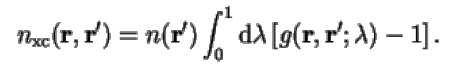 n_xc(𝐫, 𝐫′) = n(𝐫′) ∫₀¹ dλ [g(𝐫, 𝐫′; λ) − 1] .